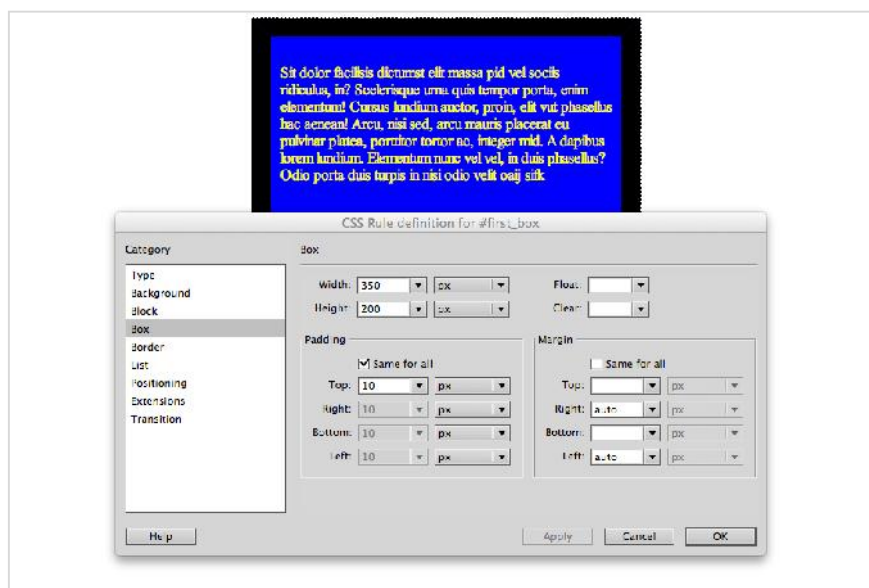 Sit dolor facilisis dictumst elit massa pid vel sociis
ridiculus, in? Scelerisque urna quis tempor porta, enim
elementum! Cursus lundium auctor, proin, elit vut phasellus
hac aenean! Arcu, nisi sed, arcu mauris placerat eu
pulvinar platea, porttitor tortor ac, integer mid. A dapibus
lorem lundium. Elementum nunc vel vel, in duis phasellus?
Odio porta duis turpis in nisi odio velit
CSS Rule definition for #first_box
Category
Type
Background
Block
Box
Border
List
Positioning
Extensions
Transition
Box
Width: 350 px Float:
Height: 200 px Clear:
Padding Margin
Same for all Same for all
Top: 10 px Top: px
Right: 10 px Right: auto px
Bottom: 10 px Bottom: px
Left: 10 px Left: auto px
Help Apply Cancel OK